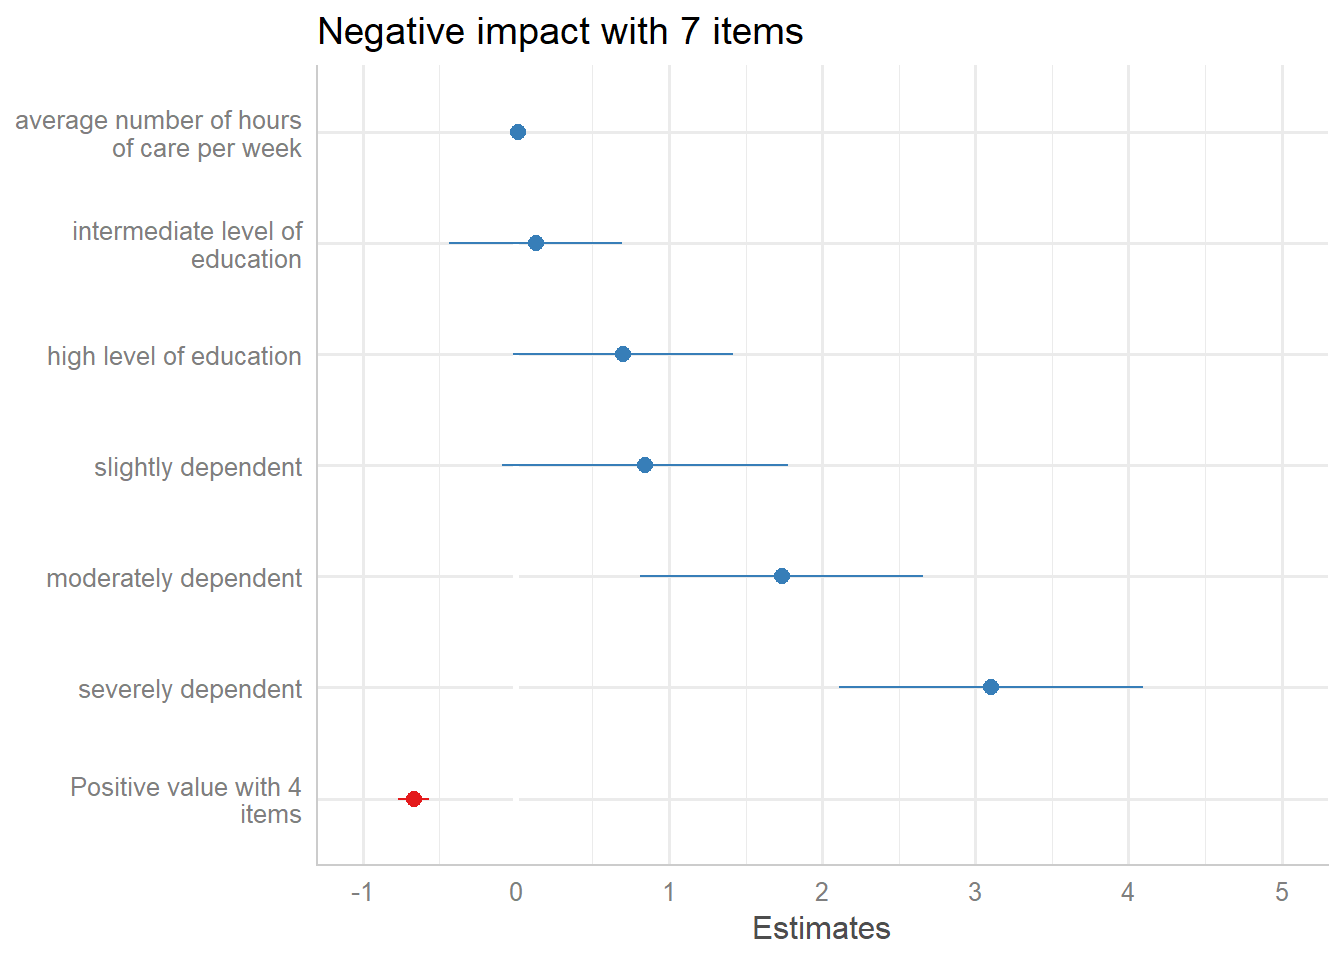 Negative impact with 7 items
average number of hours
of care per week
intermediate level of
education
high level of education
slightly dependent
moderately dependent
severely dependent
Positive value with 4
items
-1 0 1 2 3 4 5
Estimates